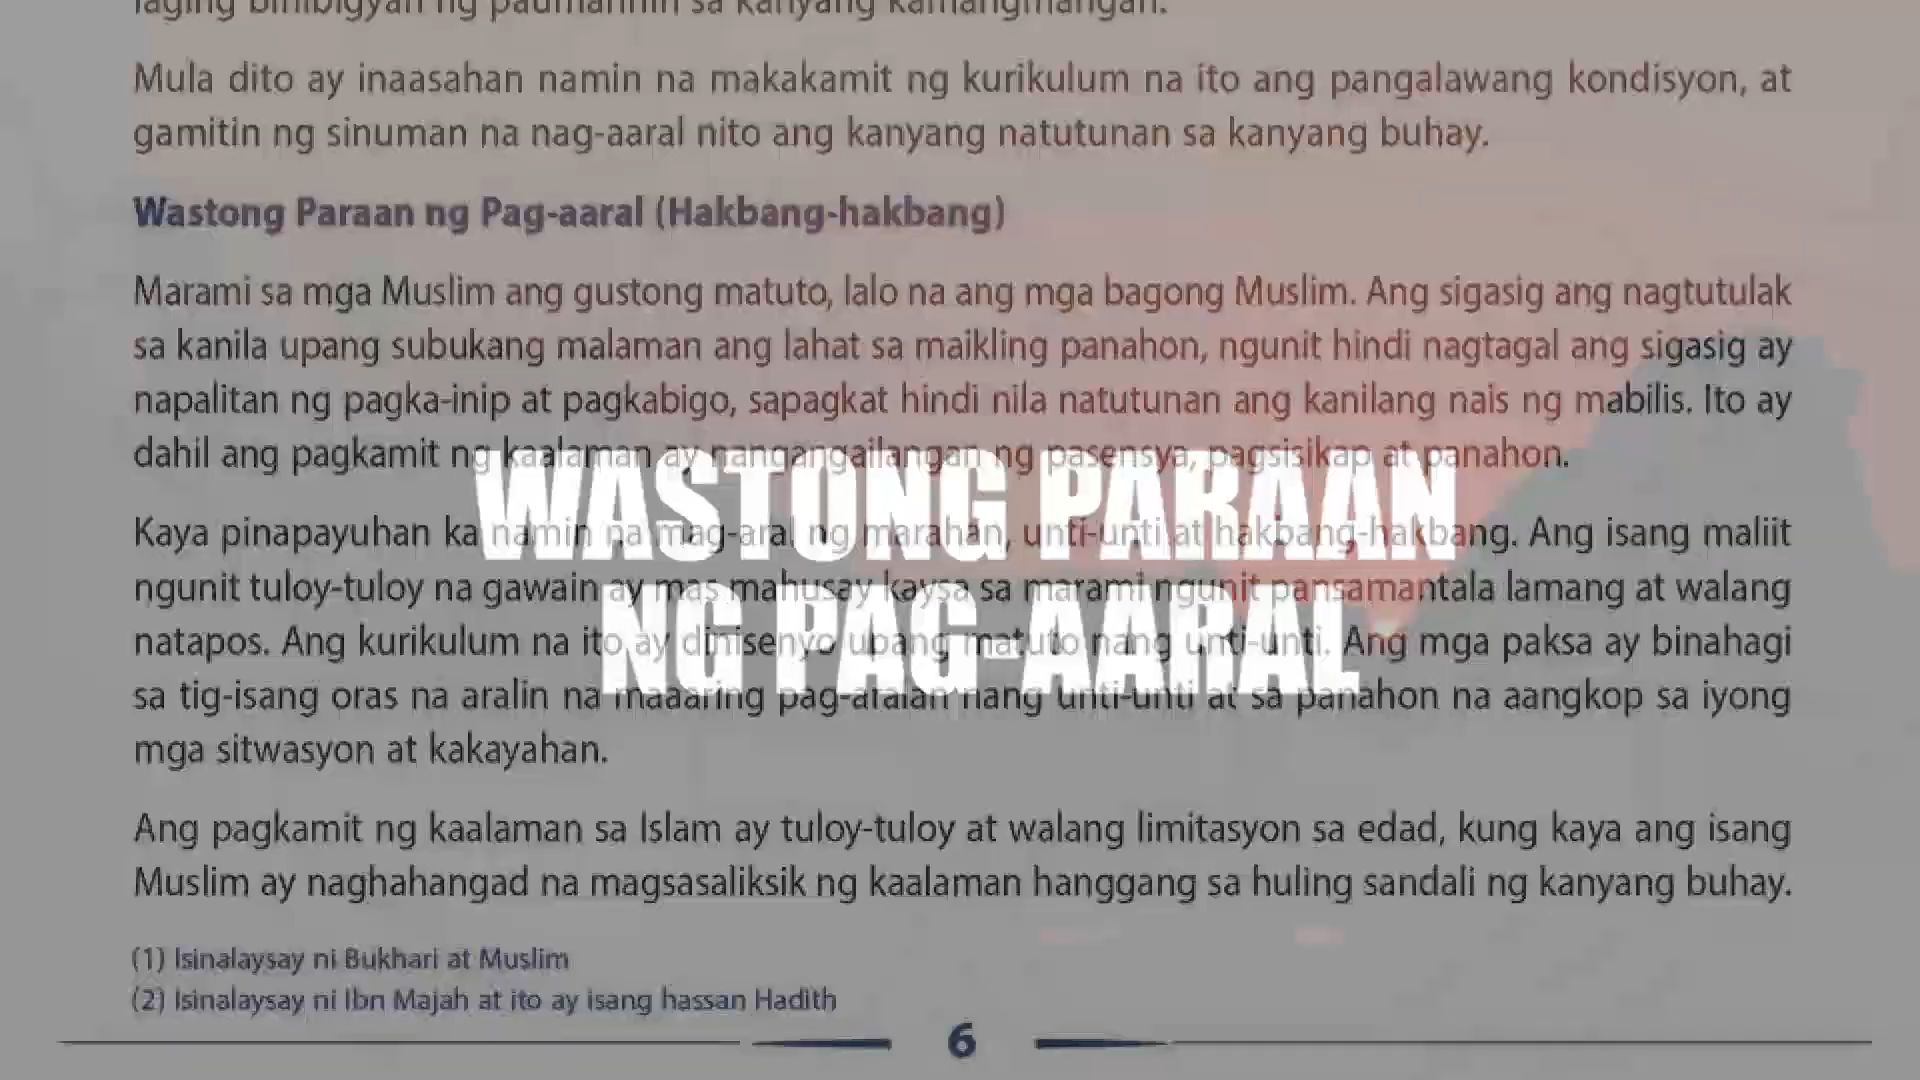 laging binibigyan ng paumanhin sa kanyang kamangmangan.
Mula dito ay inaasahan namin na makakamit ng kurikulum na ito ang pangalawang kondisyon, at
gamitin ng sinuman na nag-aaral nito ang kanyang natutunan sa kanyang buhay.
Wastong Paraan ng Pag-aaral (Hakbang-hakbang)
Marami sa mga Muslim ang gustong matuto, lalo na ang mga bagong Muslim. Ang sigasig ang nagtutulak
sa kanila upang subukang malaman ang lahat sa maikling panahon, ngunit hindi nagtagal ang sigasig ay
napalitan ng pagka-inip at pagkabigo, sapagkat hindi nila natutunan ang kanilang nais ng mabilis. Ito ay
dahil ang pagkamit ng kaalaman ay nangangailangan ng pasensya, pagsisikap at panahon.
Kaya pinapayuhan ka namin na mag-aral ng marahan, unti-unti at hakbang-hakbang. Ang isang maliit
ngunit tuloy-tuloy na gawain ay mas mahusay kaysa sa marami ngunit pansamantala lamang at walang
natapos. Ang kurikulum na ito ay dinisenyo upang matuto nang unti-unti. Ang mga paksa ay binahagi
sa tig-isang oras na aralin na maaaring pag-aralan nang unti-unti at sa panahon na aangkop sa iyong
mga sitwasyon at kakayahan.
Ang pagkamit ng kaalaman sa Islam ay tuloy-tuloy at walang limitasyon sa edad, kung kaya ang isang
Muslim ay naghahangad na magsasaliksik ng kaalaman hanggang sa huling sandali ng kanyang buhay.
(1) Isinalaysay ni Bukhari at Muslim
(2) Isinalaysay ni Ibn Majah at ito ay isang hassan Hadith
6
WASTONG PARAAN
NG PAG-AARAL